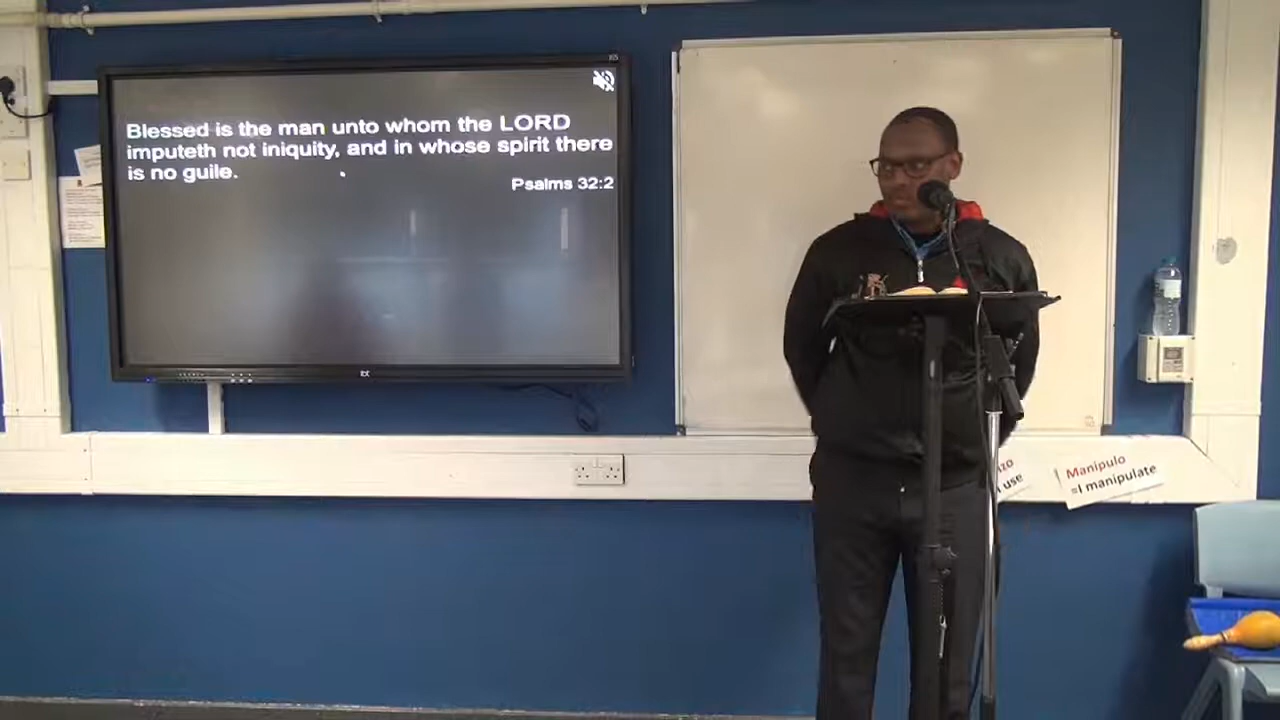 Blessed is the man unto whom the LORD
imputeth not iniquity, and in whose spirit there
is no guile.
Psalms 32:2
use
Manipulo
=I manipulate